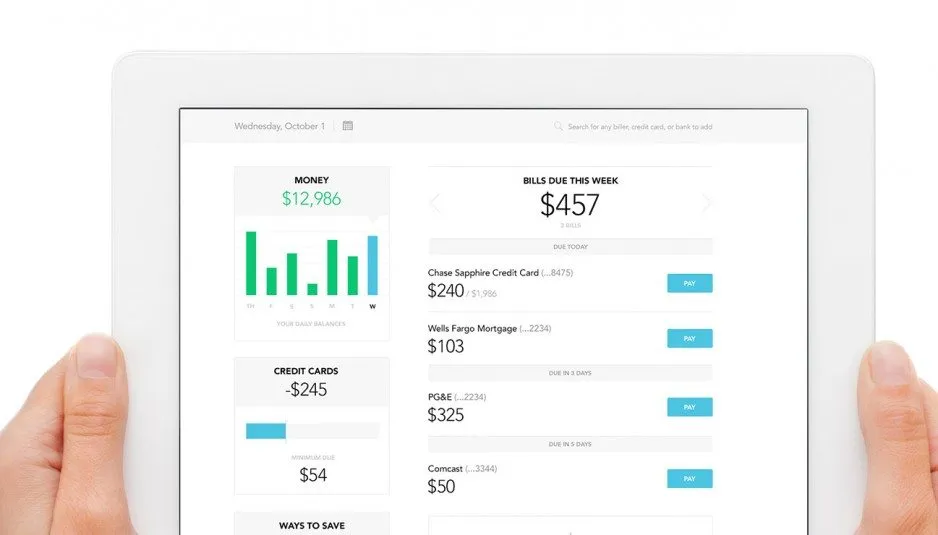 Wednesday, October 1
Search for any biller, credit card, or bank to add
MONEY
$12,986
TH F S S M T W
YOUR DAILY BALANCES
CREDIT CARDS
-$245
MINIMUM DUE
$54
WAYS TO SAVE
BILLS DUE THIS WEEK
$457
3 BILLS
DUE TODAY
Chase Sapphire Credit Card (...8475)
$240 / $1,986
PAY
Wells Fargo Mortgage (...2234)
$103
PAY
DUE IN 3 DAYS
PG&E (...2234)
$325
PAY
DUE IN 5 DAYS
Comcast (...3344)
$50
PAY